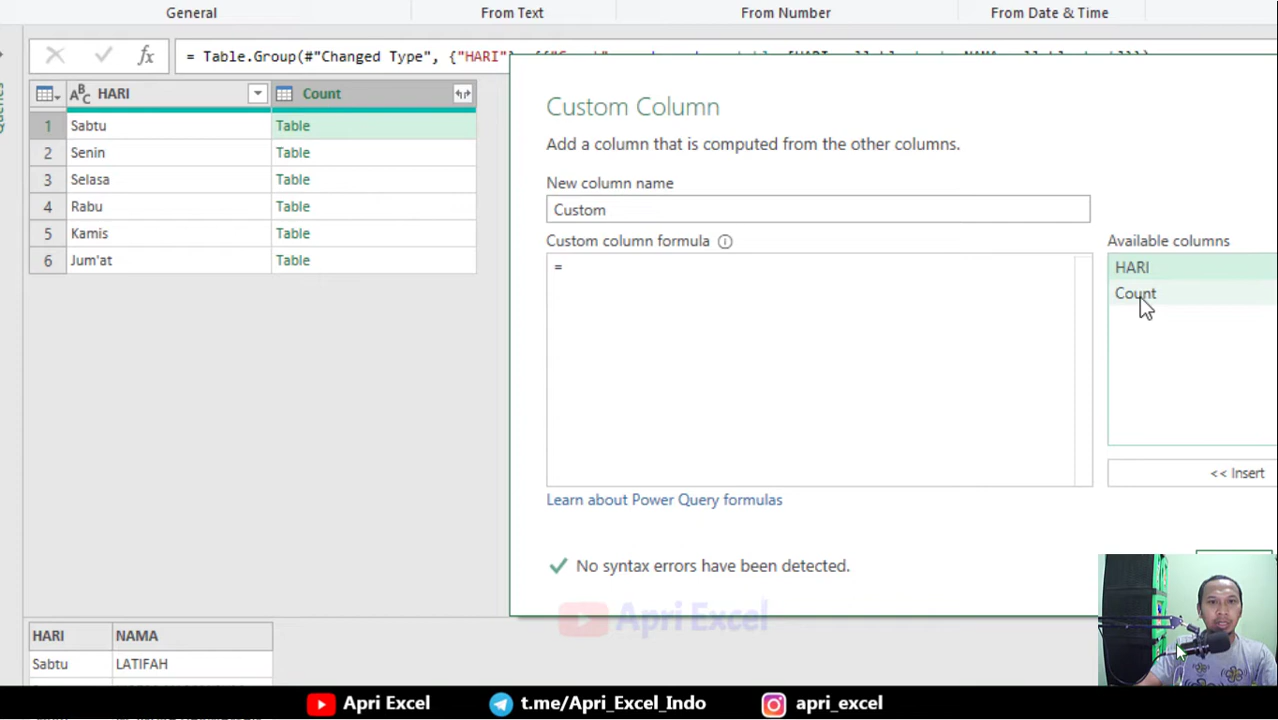 General From Text From Number From Date & Time
= Table.Group(#"Changed Type", {"HARI"
HARI Count
1 Sabtu Table
2 Senin Table
3 Selasa Table
4 Rabu Table
5 Kamis Table
6 Jum'at Table
Queries
Custom Column
Add a column that is computed from the other columns.
New column name
Custom
Custom column formula
Available columns
=
HARI
Count
<< Insert
Learn about Power Query formulas
No syntax errors have been detected.
Apri Excel
HARI NAMA
Sabtu LATIFAH
Apri Excel t.me/Apri_Excel_Indo apri_excel